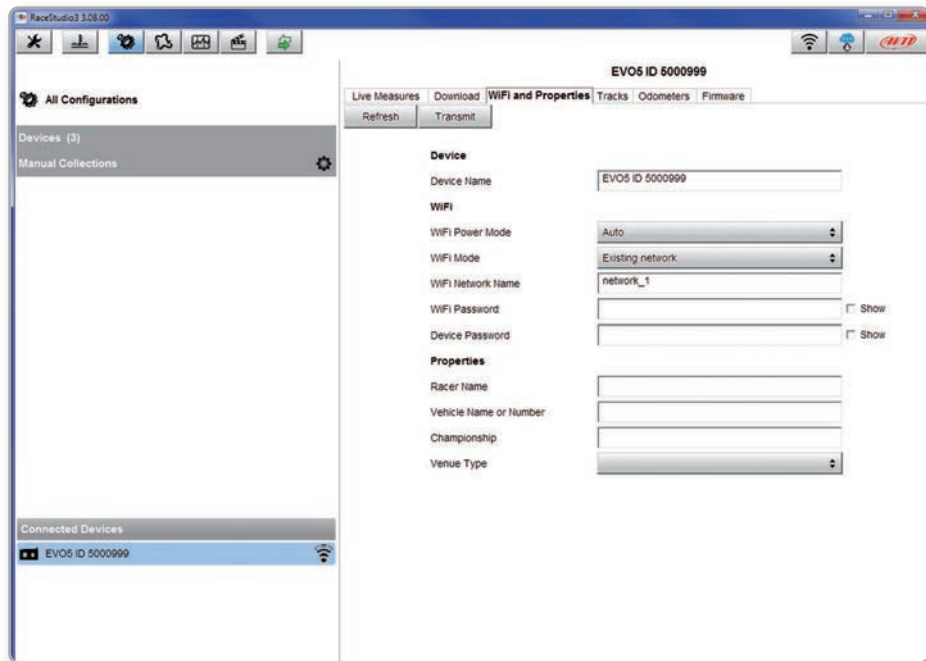 RaceStudio3 3.08.00
AiM
EVO5 ID 5000999
All Configurations
Live Measures Download WiFi and Properties Tracks Odometers Firmware
Refresh Transmit
Devices (3)
Manual Collections
Device
Device Name EVO5 ID 5000999
WiFi
WiFi Power Mode Auto
WiFi Mode Existing network
WiFi Network Name network_1
WiFi Password Show
Device Password Show
Properties
Racer Name
Vehicle Name or Number
Championship
Venue Type
Connected Devices
EVO5 ID 5000999